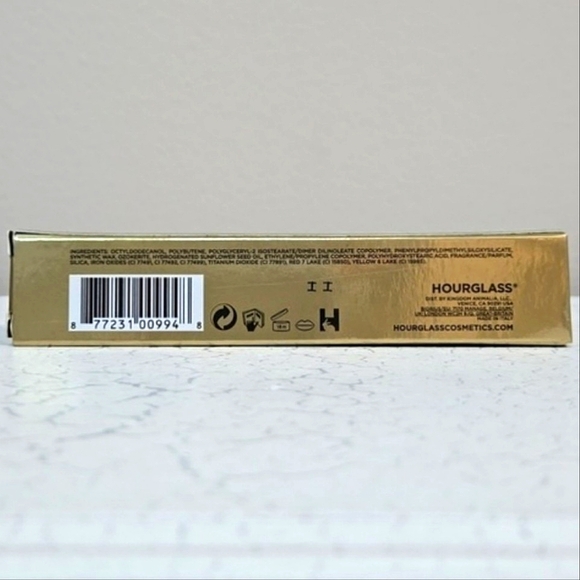 INGREDIENTS: OCTYLDODECANOL, POLYBUTENE, POLYGLYCERYL-2 ISOSTEARATE/DIMER DILINOLEATE COPOLYMER, PHENYLPROPYLDIMETHYLSILOXYSILICATE,
SYNTHETIC WAX, OZOKERITE, HYDROGENATED SUNFLOWER SEED OIL, ETHYLENE/PROPYLENE COPOLYMER, POLYHYDROXYSTEARIC ACID, FRAGRANCE/PARFUM,
SILICA, IRON OXIDES (CI 77491, CI 77492, CI 77499), TITANIUM DIOXIDE (CI 77891), RED 7 LAKE (CI 15850), YELLOW 6 LAKE (CI 15985).
8 77231 00994 8
HOURGLASS®
DIST. BY KINGDOM ANIMALIA, LLC.
VENICE, CA 90291 USA
MADE IN ITALY
HOURGLASSCOSMETICS.COM